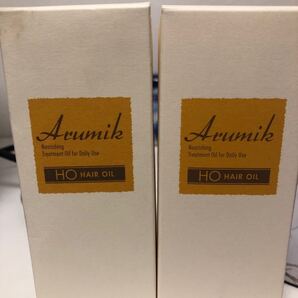 Arumik
Nourishing
Treatment Oil for Daily Use
HO HAIR OIL
Arumik
Nourishing
Treatment Oil for Daily Use
HO HAIR OIL